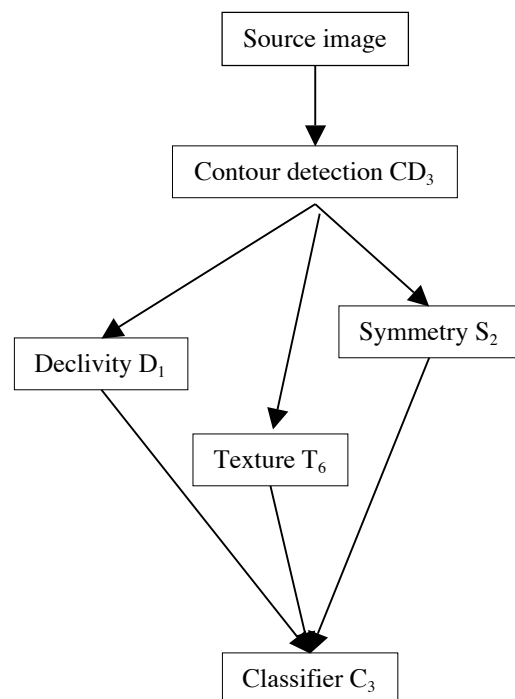 Source image
Contour detection CD₃
Symmetry S₂
Declivity D₁
Texture T₆
Classifier C₃